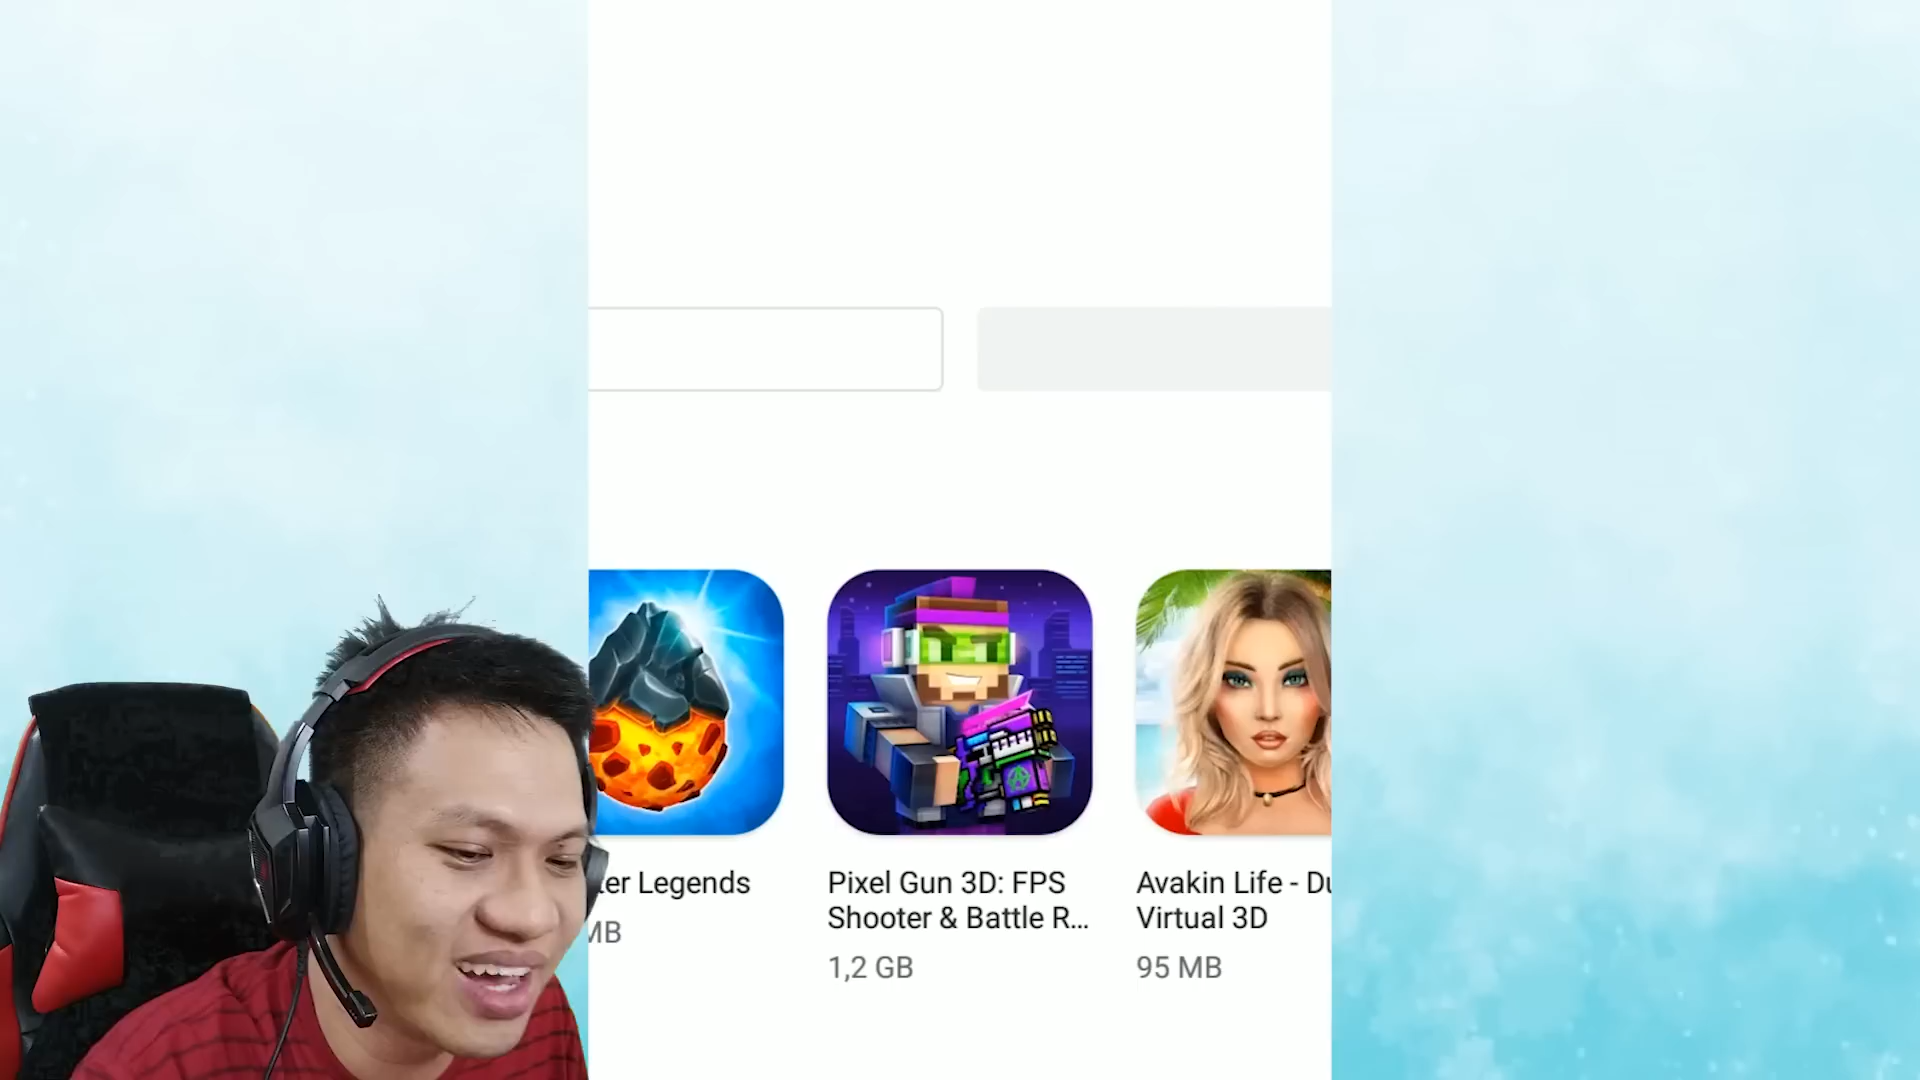 ter Legends
MB
Pixel Gun 3D: FPS
Shooter & Battle R...
1,2 GB
Avakin Life - Du
Virtual 3D
95 MB